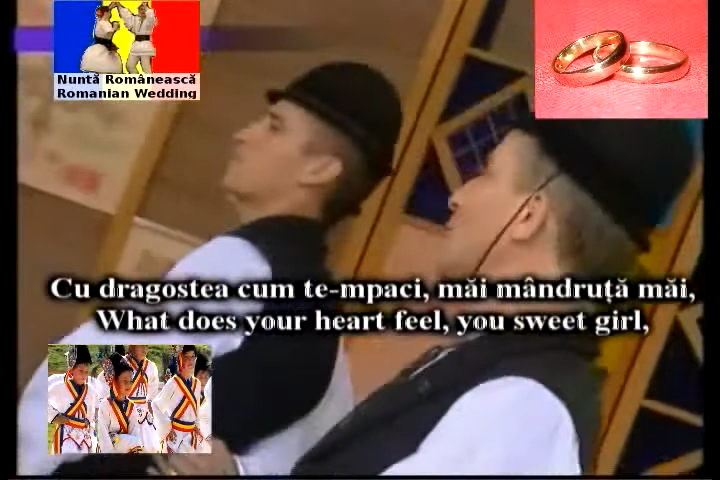 Nuntă Românească
Romanian Wedding
Cu dragostea cum te-mpaci, măi mândruță măi,
What does your heart feel, you sweet girl,